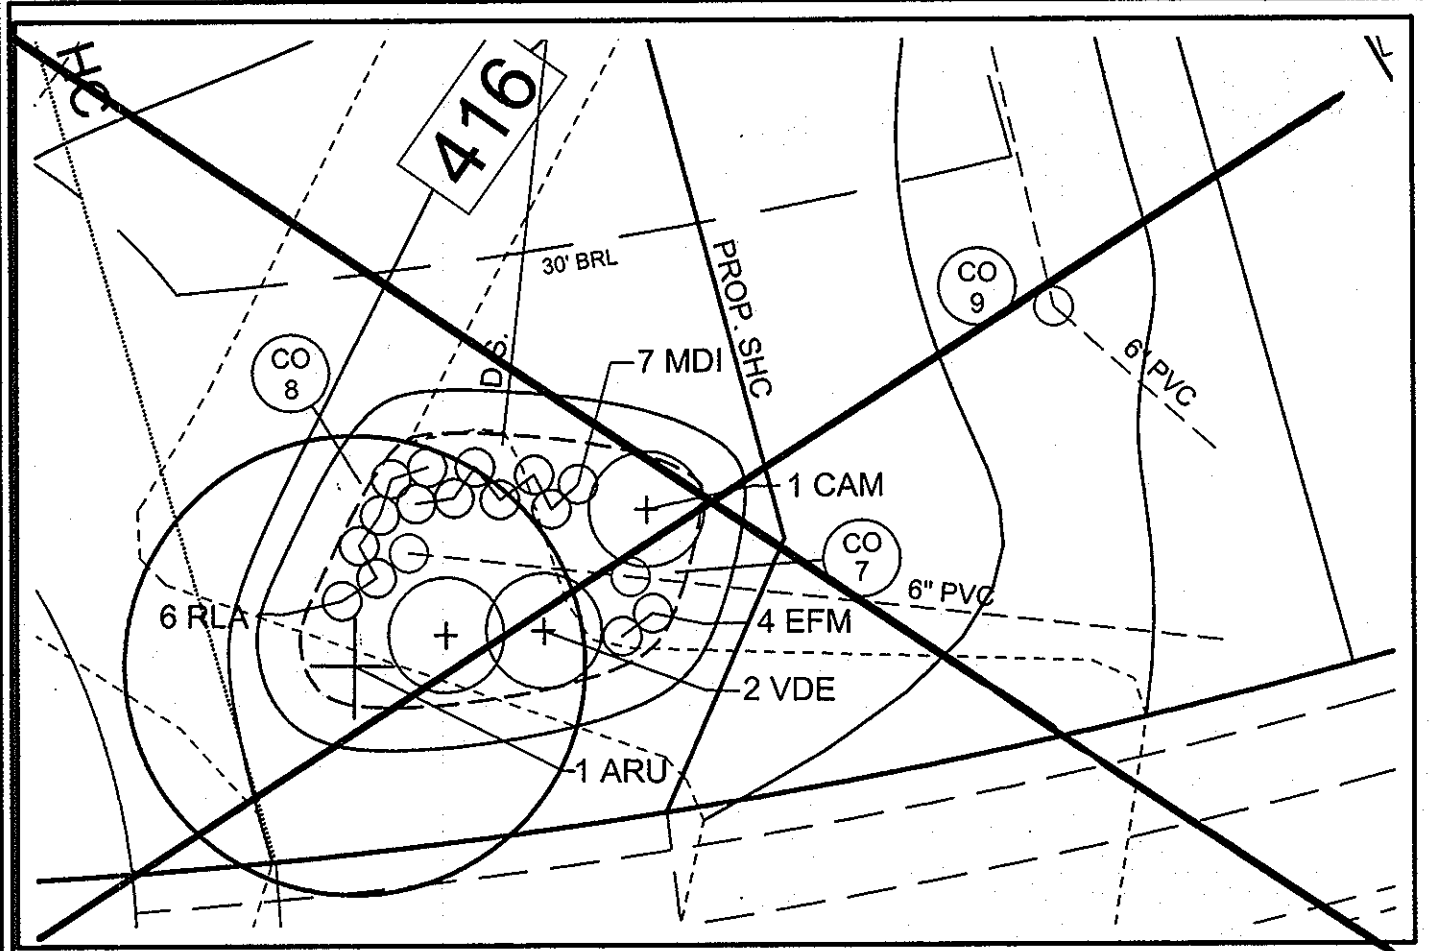 HC
416
30' BRL
PROP. SHC
CO
9
6" PVC
CO
8
D.S.
7 MDI
1 CAM
CO
7
6" PVC
6 RLA
4 EFM
2 VDE
1 ARU